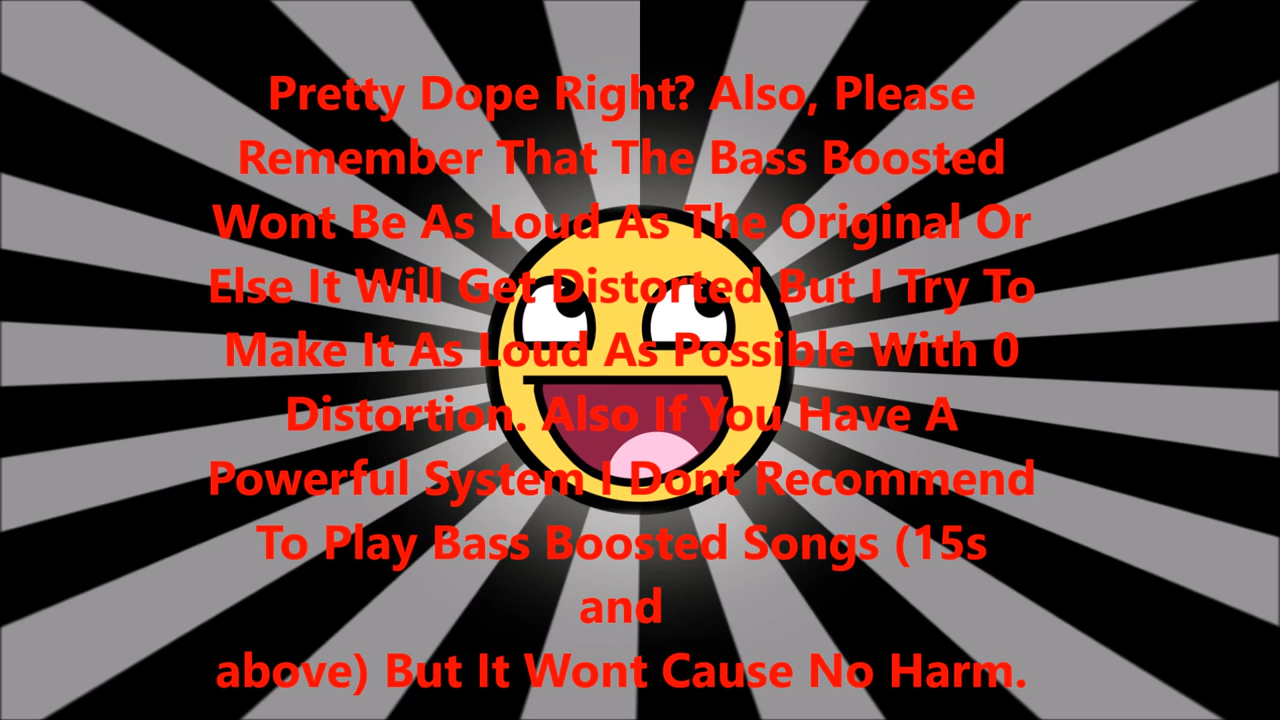 Pretty Dope Right? Also, Please
Remember That The Bass Boosted
Wont Be As Loud As The Original Or
Else It Will Get Distorted But I Try To
Make It As Loud As Possible With 0
Distortion. Also If You Have A
Powerful System I Dont Recommend
To Play Bass Boosted Songs (15s
and
above) But It Wont Cause No Harm.